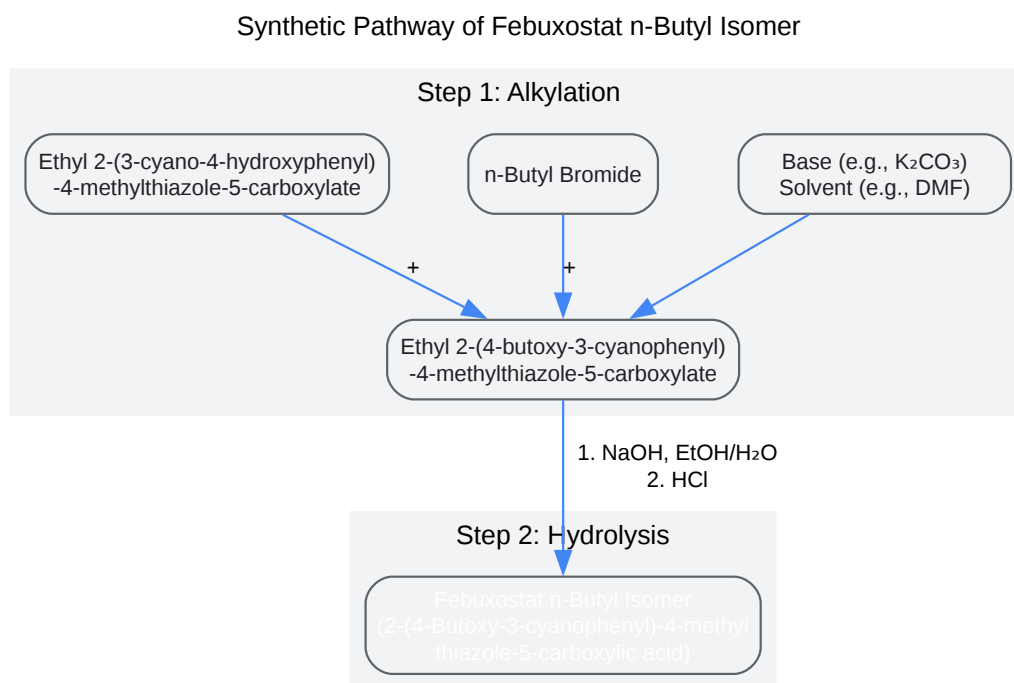 Synthetic Pathway of Febuxostat n-Butyl Isomer
Step 1: Alkylation
Ethyl 2-(3-cyano-4-hydroxyphenyl)
-4-methylthiazole-5-carboxylate
n-Butyl Bromide
Base (e.g., K₂CO₃)
Solvent (e.g., DMF)
+
+
Ethyl 2-(4-butoxy-3-cyanophenyl)
-4-methylthiazole-5-carboxylate
1. NaOH, EtOH/H₂O
2. HCl
Step 2: Hydrolysis
Febuxostat n-Butyl Isomer
(2-(4-Butoxy-3-cyanophenyl)-4-methyl
thiazole-5-carboxylic acid)